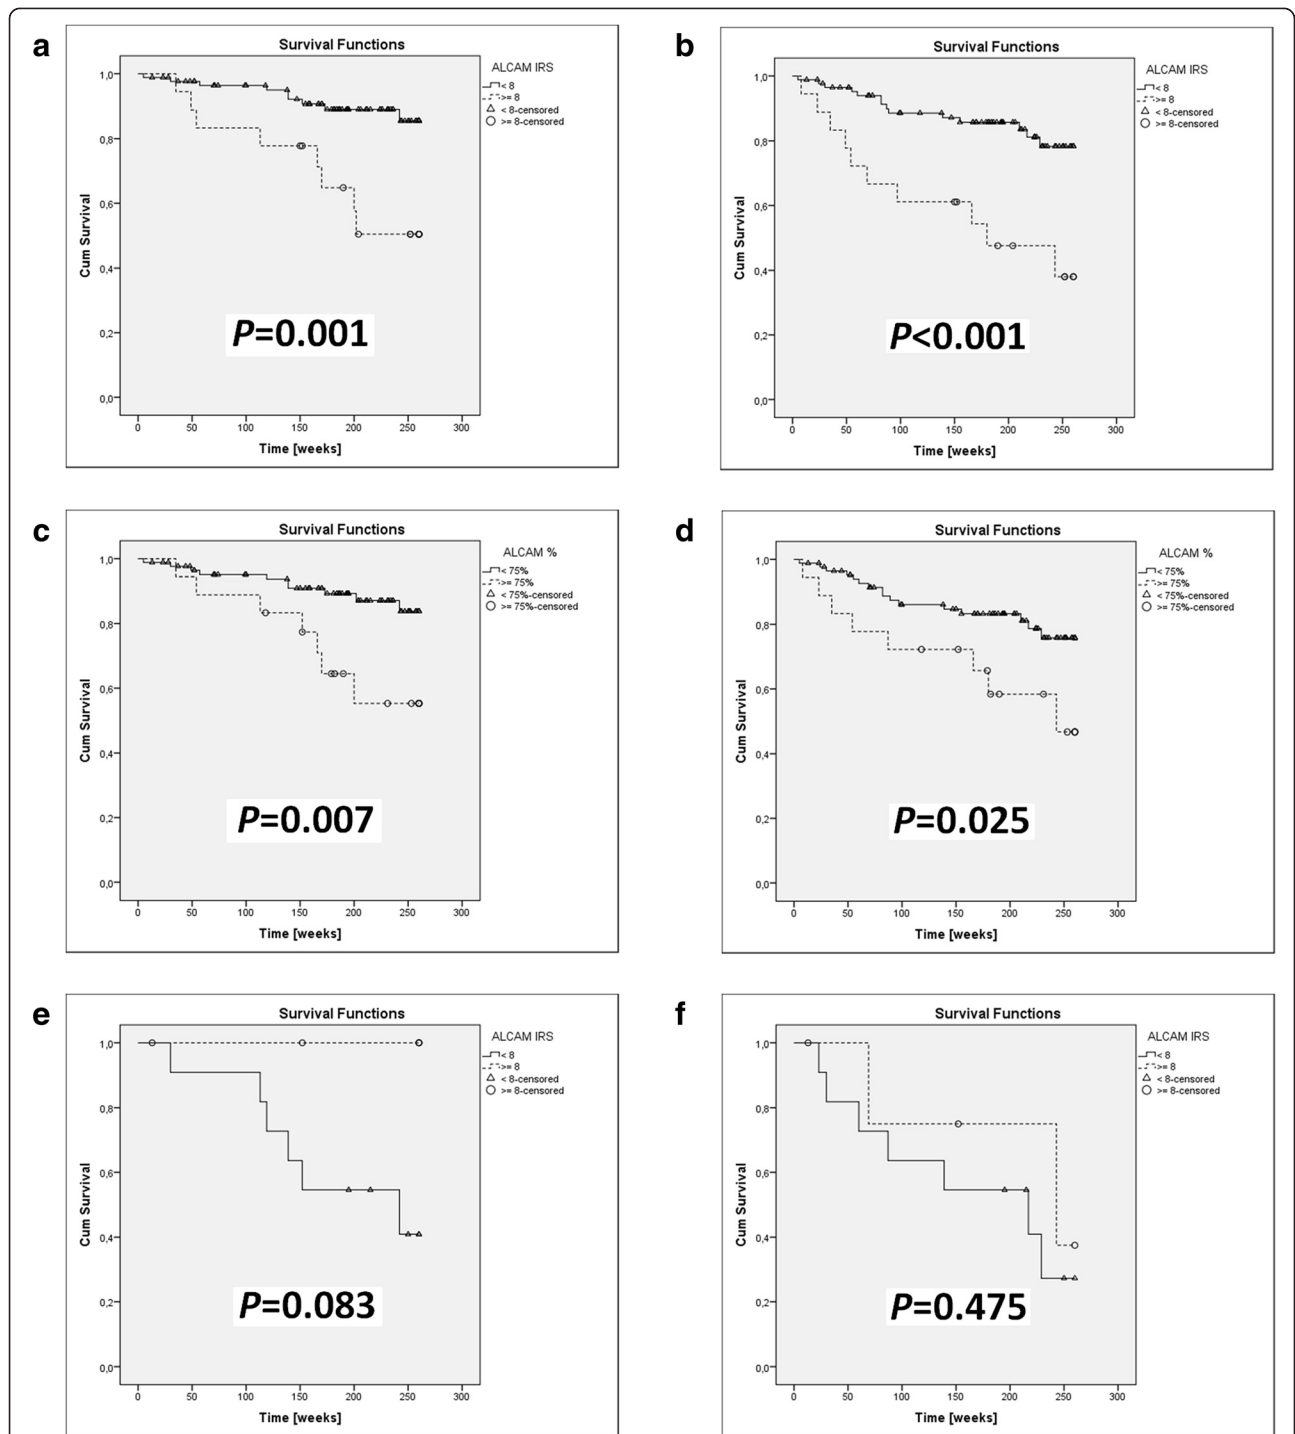 a
Survival Functions
ALCAM IRS
< 8
>= 8
< 8-censored
>= 8-censored
Cum Survival
1,0
0,8
0,6
0,4
0,2
0,0
P=0.001
0 50 100 150 200 250 300
Time [weeks]
b
Survival Functions
ALCAM IRS
< 8
>= 8
< 8-censored
>= 8-censored
Cum Survival
1,0
0,8
0,6
0,4
0,2
0,0
P<0.001
0 50 100 150 200 250 300
Time [weeks]
c
Survival Functions
ALCAM %
< 75%
>= 75%
< 75%-censored
>= 75%-censored
Cum Survival
1,0
0,8
0,6
0,4
0,2
0,0
P=0.007
0 50 100 150 200 250 300
Time [weeks]
d
Survival Functions
ALCAM %
< 75%
>= 75%
< 75%-censored
>= 75%-censored
Cum Survival
1,0
0,8
0,6
0,4
0,2
0,0
P=0.025
0 50 100 150 200 250 300
Time [weeks]
e
Survival Functions
ALCAM IRS
< 8
>= 8
< 8-censored
>= 8-censored
Cum Survival
1,0
0,8
0,6
0,4
0,2
0,0
P=0.083
0 50 100 150 200 250 300
Time [weeks]
f
Survival Functions
ALCAM IRS
< 8
>= 8
< 8-censored
>= 8-censored
Cum Survival
1,0
0,8
0,6
0,4
0,2
0,0
P=0.475
0 50 100 150 200 250 300
Time [weeks]